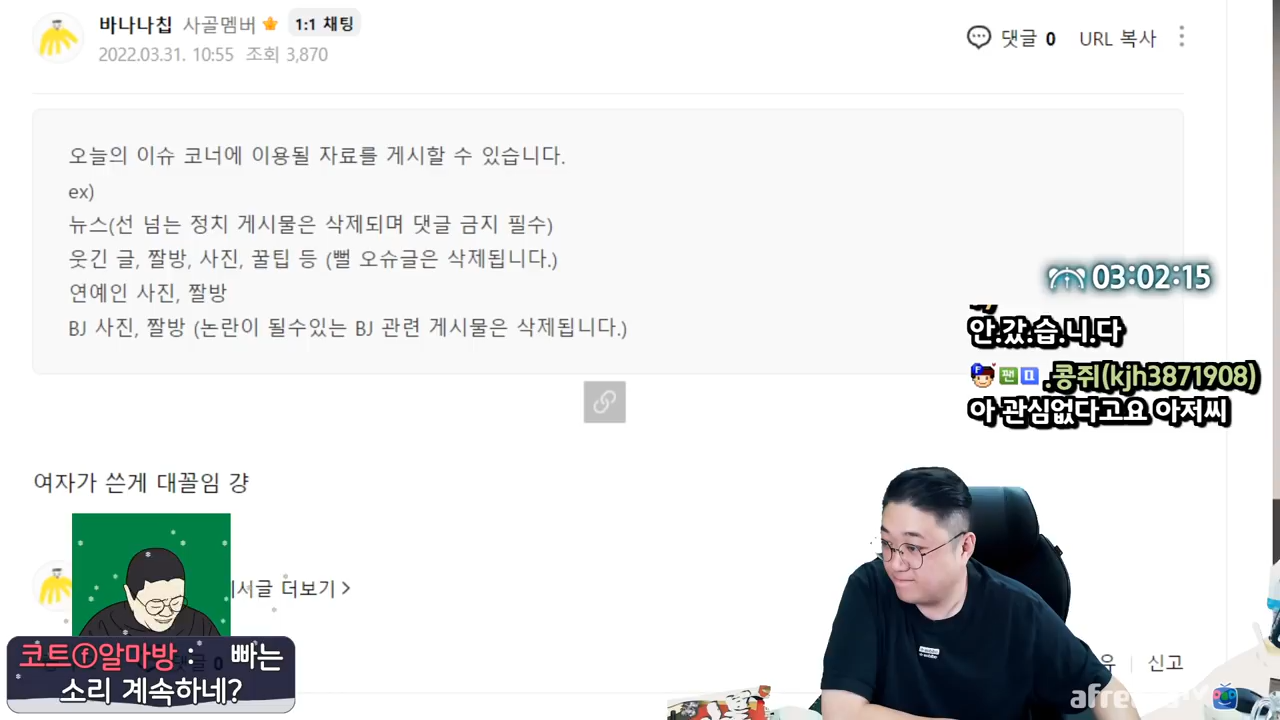 바나나칩 사골멤버 1:1 채팅
2022.03.31. 10:55 조회 3,870
댓글 0 URL 복사
오늘의 이슈 코너에 이용될 자료를 게시할 수 있습니다.
ex)
뉴스(선 넘는 정치 게시물은 삭제되며 댓글 금지 필수)
웃긴 글, 짤방, 사진, 꿀팁 등 (뻘 오슈글은 삭제됩니다.)
연예인 사진, 짤방
BJ 사진, 짤방 (논란이 될수있는 BJ 관련 게시물은 삭제됩니다.)
03:02:15
안.갔.습.니.다
F 팬 .콩쥐(kjh3871908)
아 관심없다고요 아저씨
여자가 쓴게 대꼴임 걍
글 더보기
코트ⓕ알마방 : 빠는
소리 계속하네?
댓글 0
신고
afree